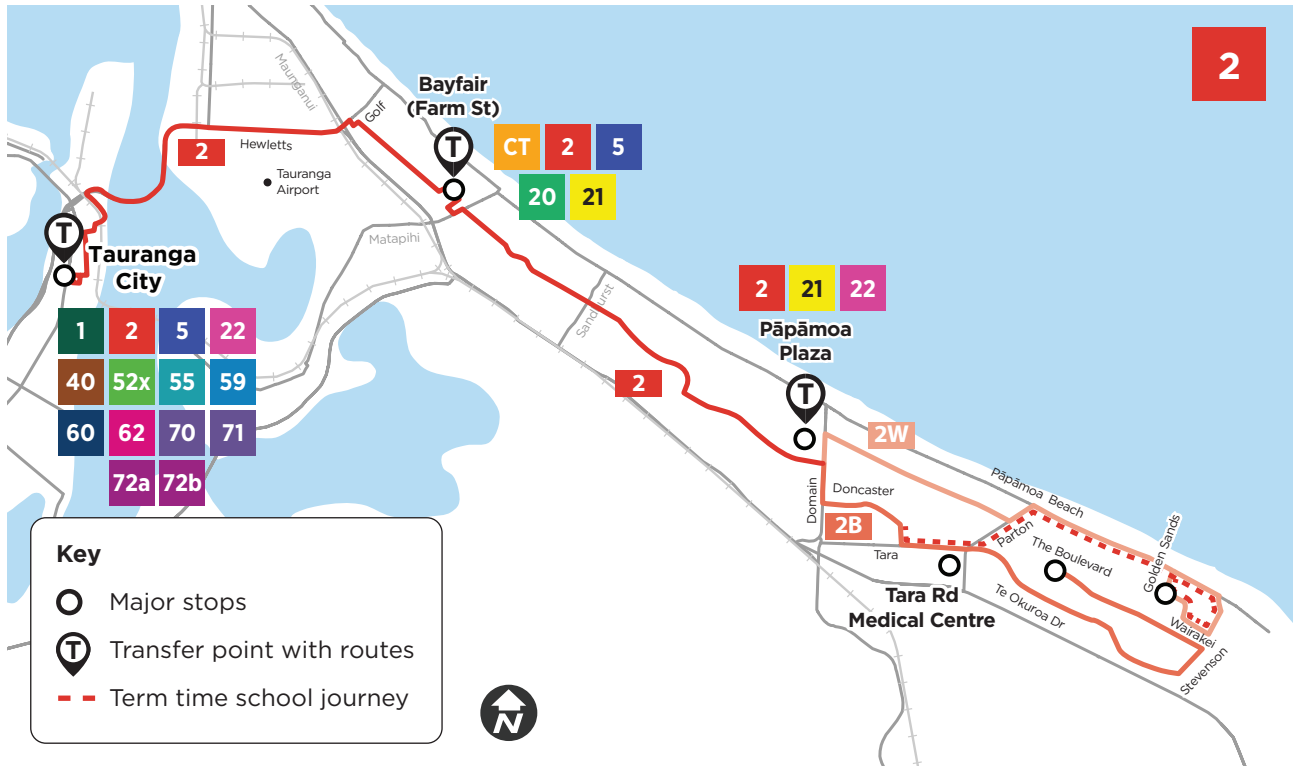 2
Maunganui
Golf
Bayfair
(Farm St)
T
CT 2 5
20 21
2
Hewletts
Tauranga
Airport
T
Tauranga
City
Matapihi
1 2 5 22
40 52x 55 59
60 62 70 71
72a 72b
Sandhurst
2
2 21 22
Pāpāmoa
Plaza
T
2W
Domain
Doncaster
2B
Tara
Tara Rd
Medical Centre
Parton
Pāpāmoa Beach
The Boulevard
Golden Sands
Te Okuroa Dr
Wairakei
Stevenson
Key
Major stops
T Transfer point with routes
Term time school journey
N